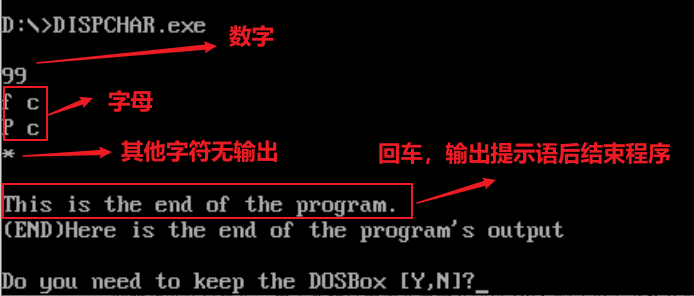 D:\>DISPCHAR.exe
数字
99
f c
字母
P c
*
其他字符无输出
回车，输出提示语后结束程序
This is the end of the program.
(END)Here is the end of the program's output
Do you need to keep the DOSBox [Y,N]?_